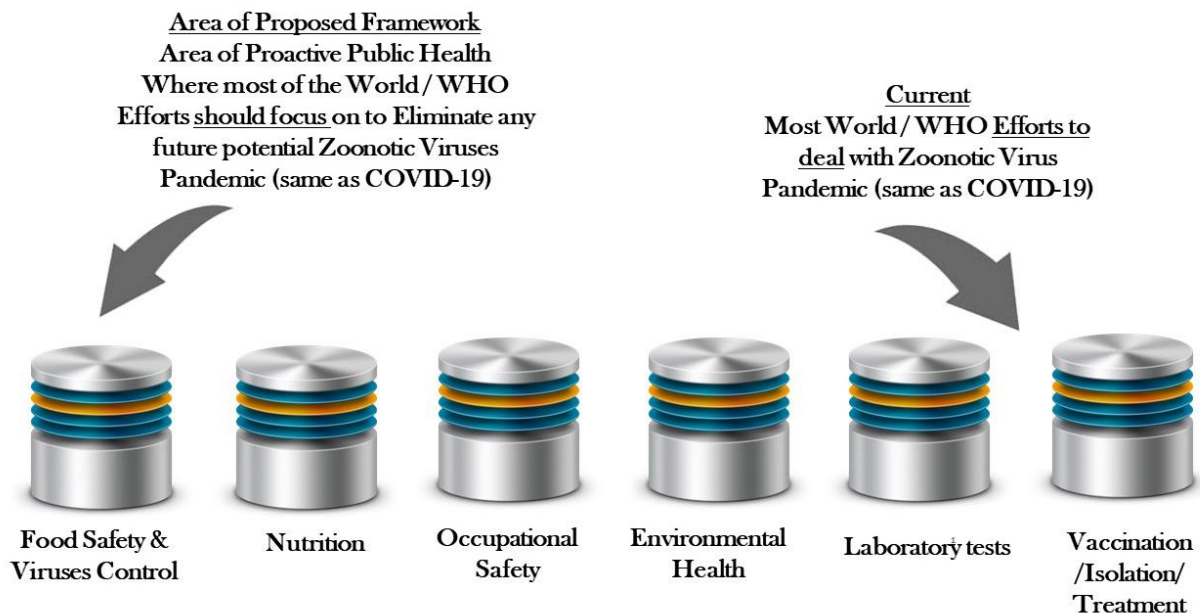 Area of Proposed Framework
Area of Proactive Public Health
Where most of the World / WHO
Efforts should focus on to Eliminate any
future potential Zoonotic Viruses
Pandemic (same as COVID-19)
Current
Most World / WHO Efforts to
deal with Zoonotic Virus
Pandemic (same as COVID-19)
Food Safety &
Viruses Control
Nutrition
Occupational
Safety
Environmental
Health
Laboratory tests
Vaccination
/Isolation/
Treatment